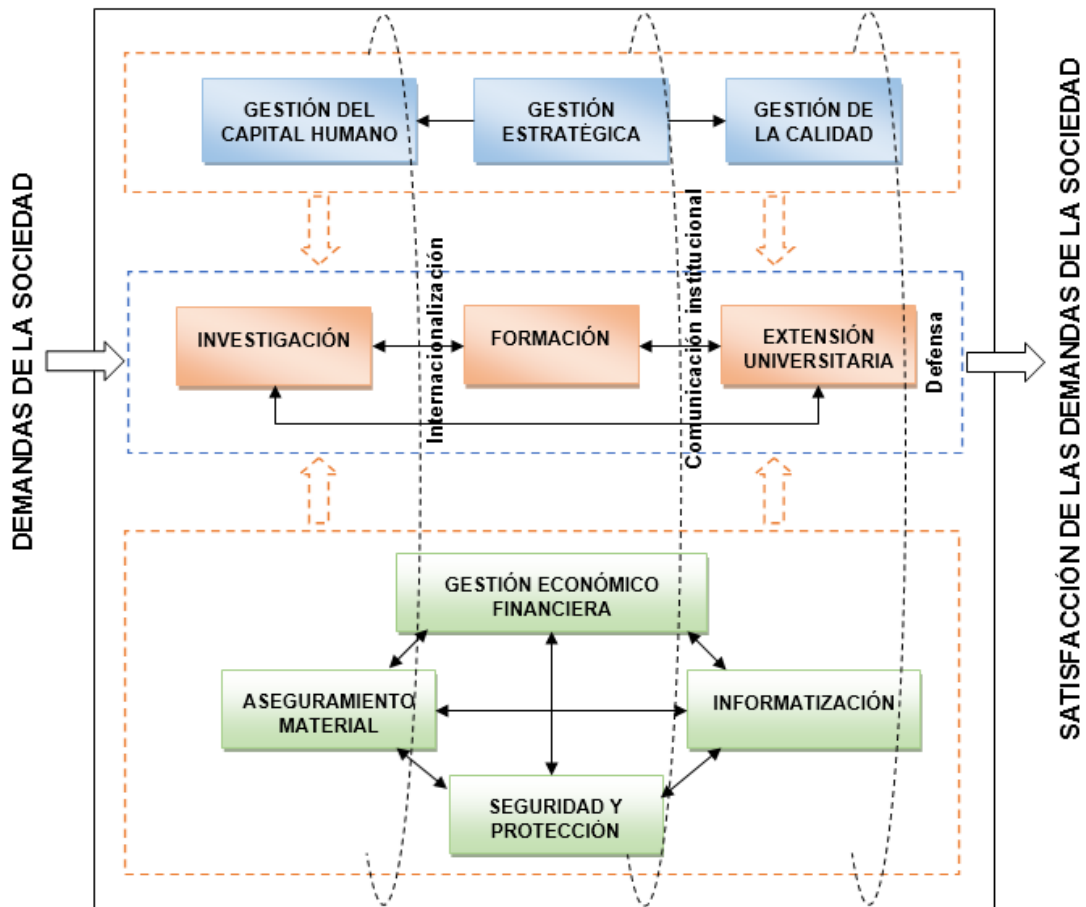 DEMANDAS DE LA SOCIEDAD
GESTIÓN DEL
CAPITAL HUMANO
GESTIÓN
ESTRATÉGICA
GESTIÓN DE
LA CALIDAD
INVESTIGACIÓN
Internacionalización
FORMACIÓN
Comunicación institucional
EXTENSIÓN
UNIVERSITARIA
Defensa
GESTIÓN ECONÓMICO
FINANCIERA
ASEGURAMIENTO
MATERIAL
INFORMATIZACIÓN
SEGURIDAD Y
PROTECCIÓN
SATISFACCIÓN DE LAS DEMANDAS DE LA SOCIEDAD